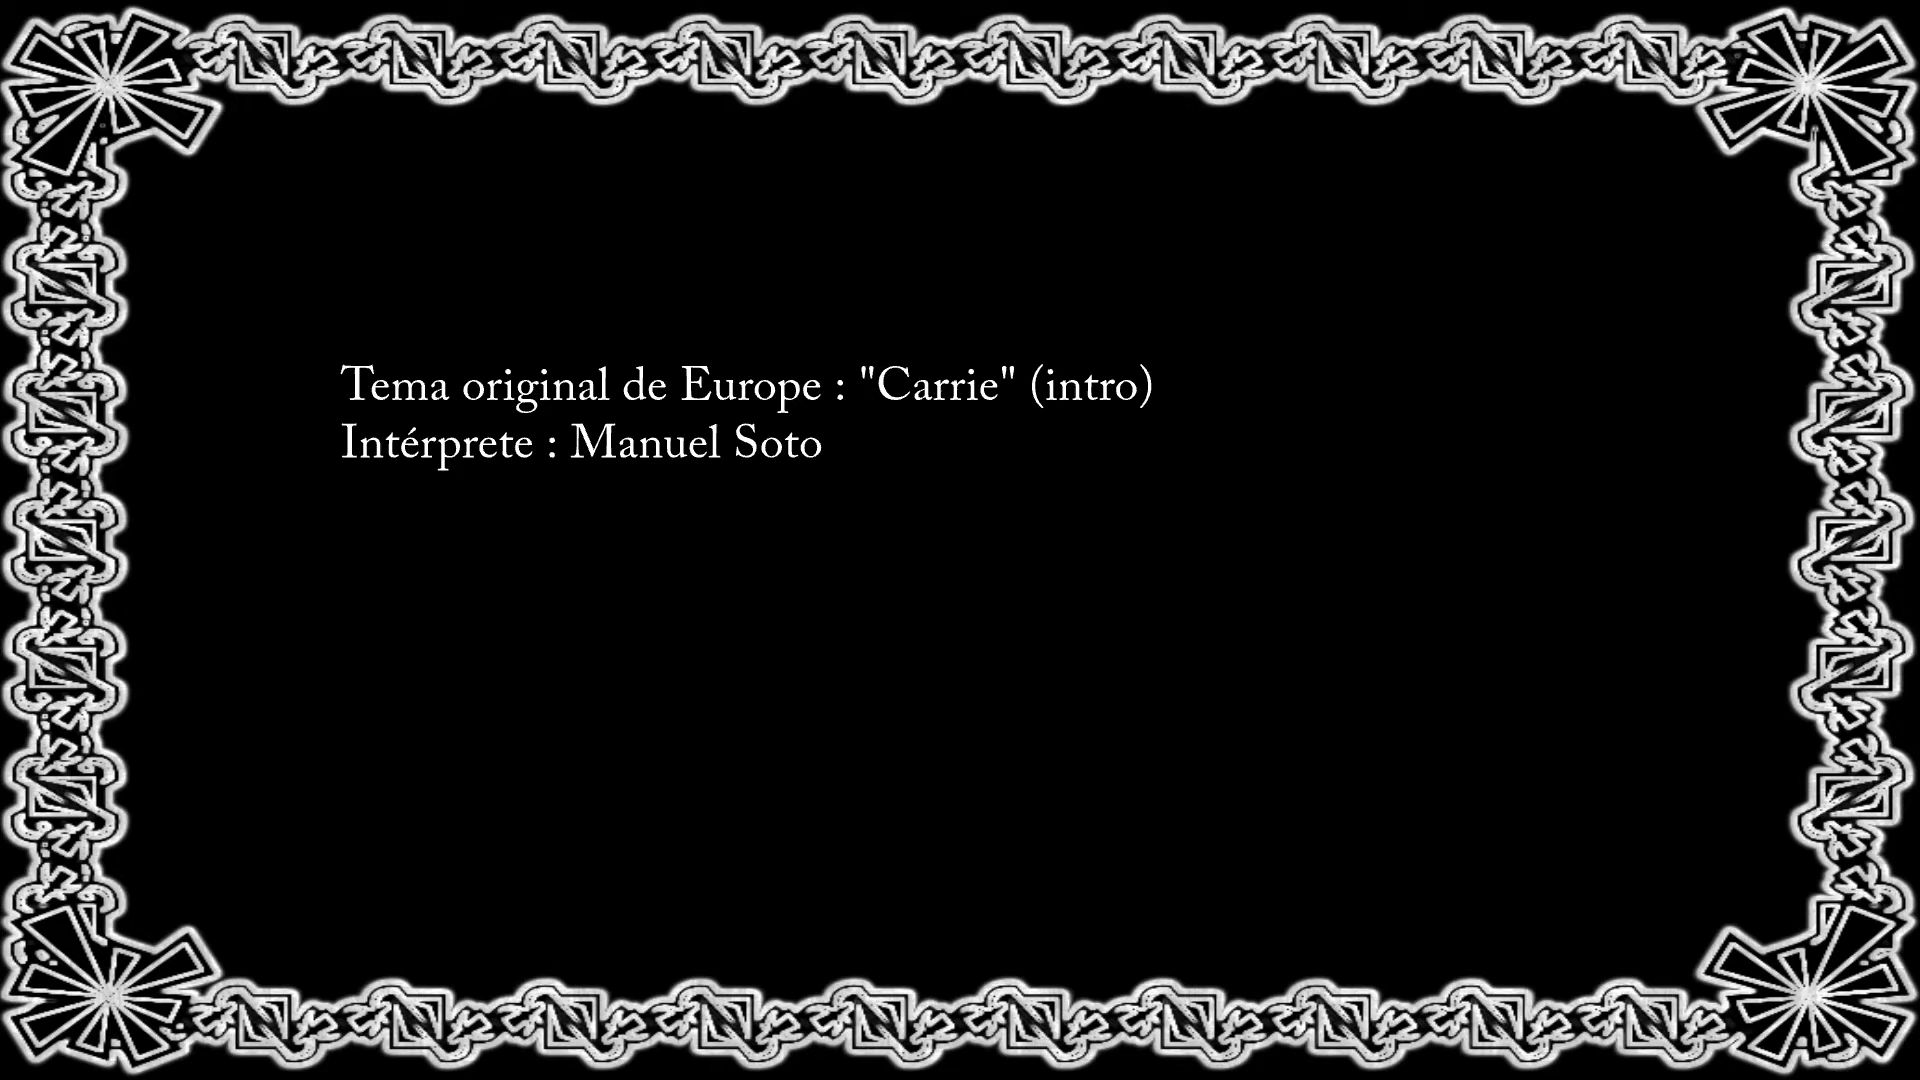 Tema original de Europe : "Carrie" (intro)
Intérprete : Manuel Soto